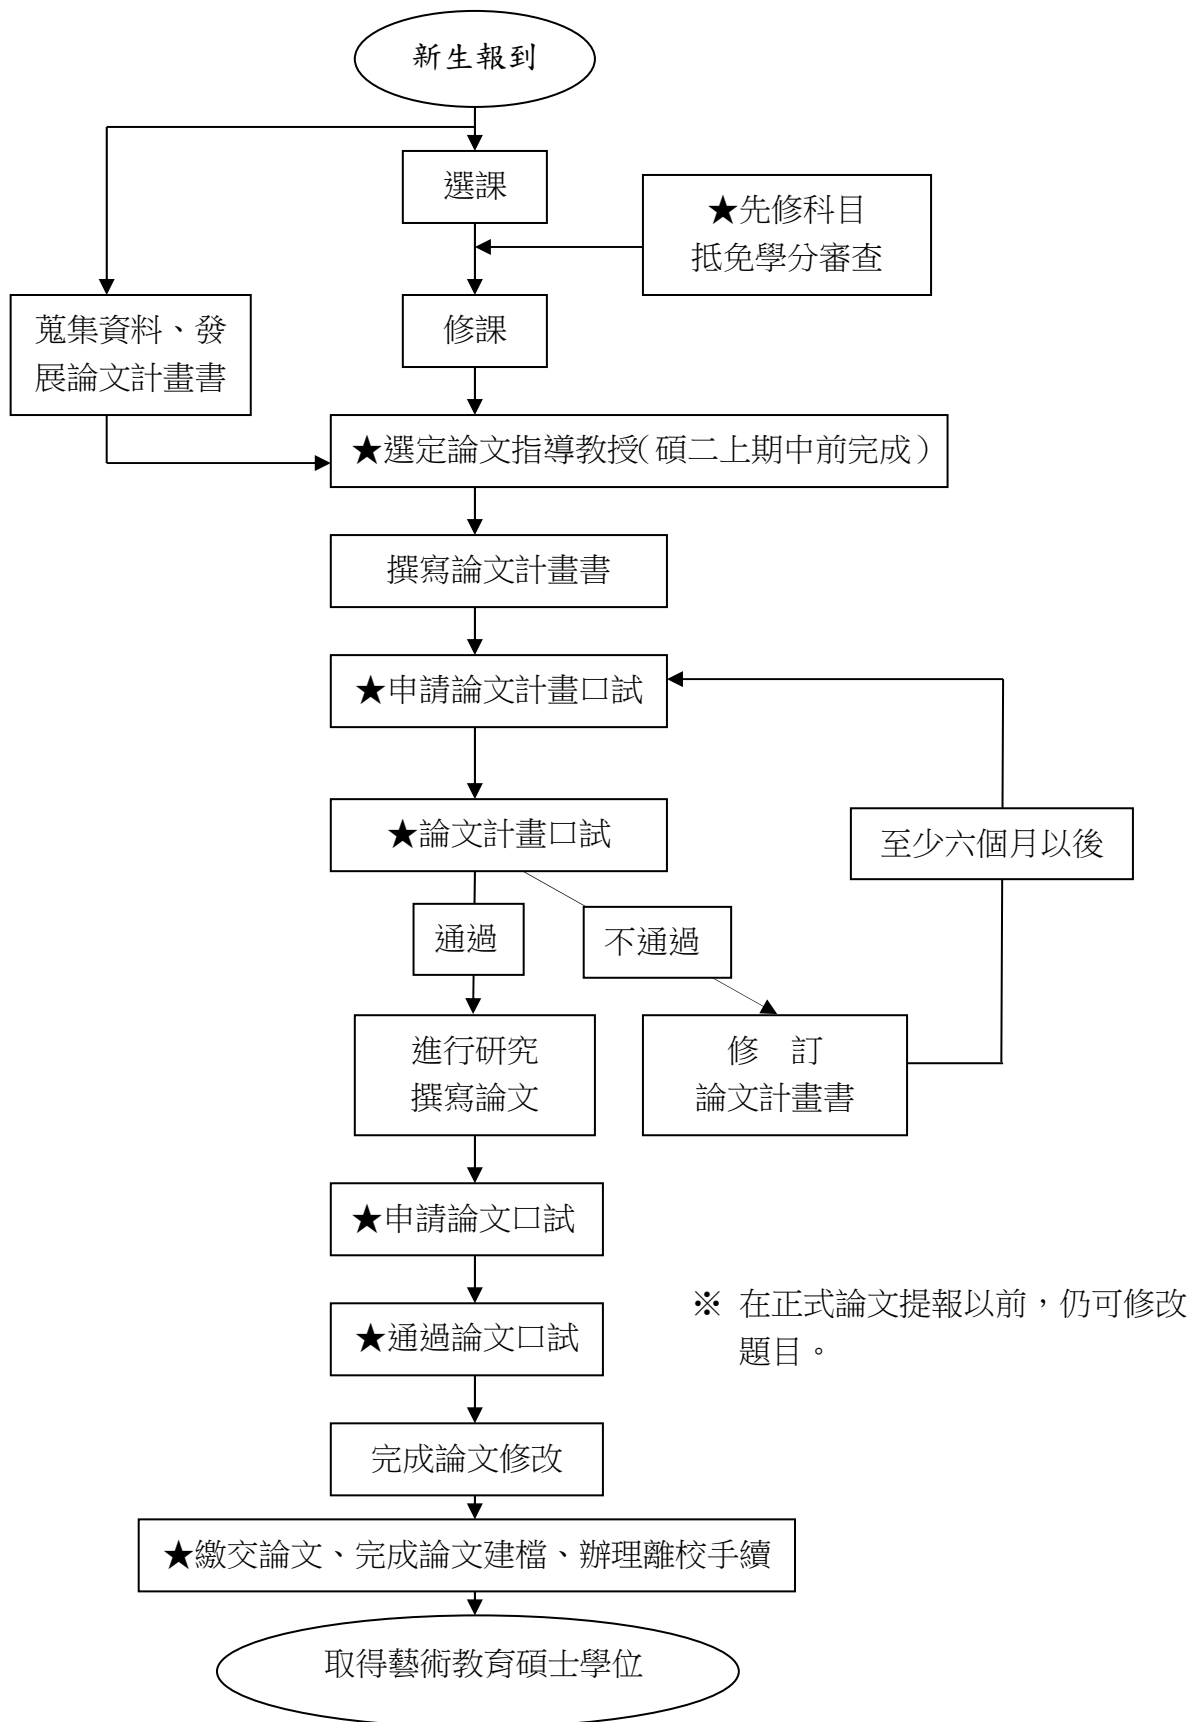 新生報到
選課
★先修科目
抵免學分審查
蒐集資料、發
展論文計畫書
修課
★選定論文指導教授(碩二上期中前完成)
撰寫論文計畫書
★申請論文計畫口試
★論文計畫口試
至少六個月以後
通過
不通過
進行研究
撰寫論文
修　訂
論文計畫書
★申請論文口試
※ 在正式論文提報以前，仍可修改
題目。
★通過論文口試
完成論文修改
★繳交論文、完成論文建檔、辦理離校手續
取得藝術教育碩士學位